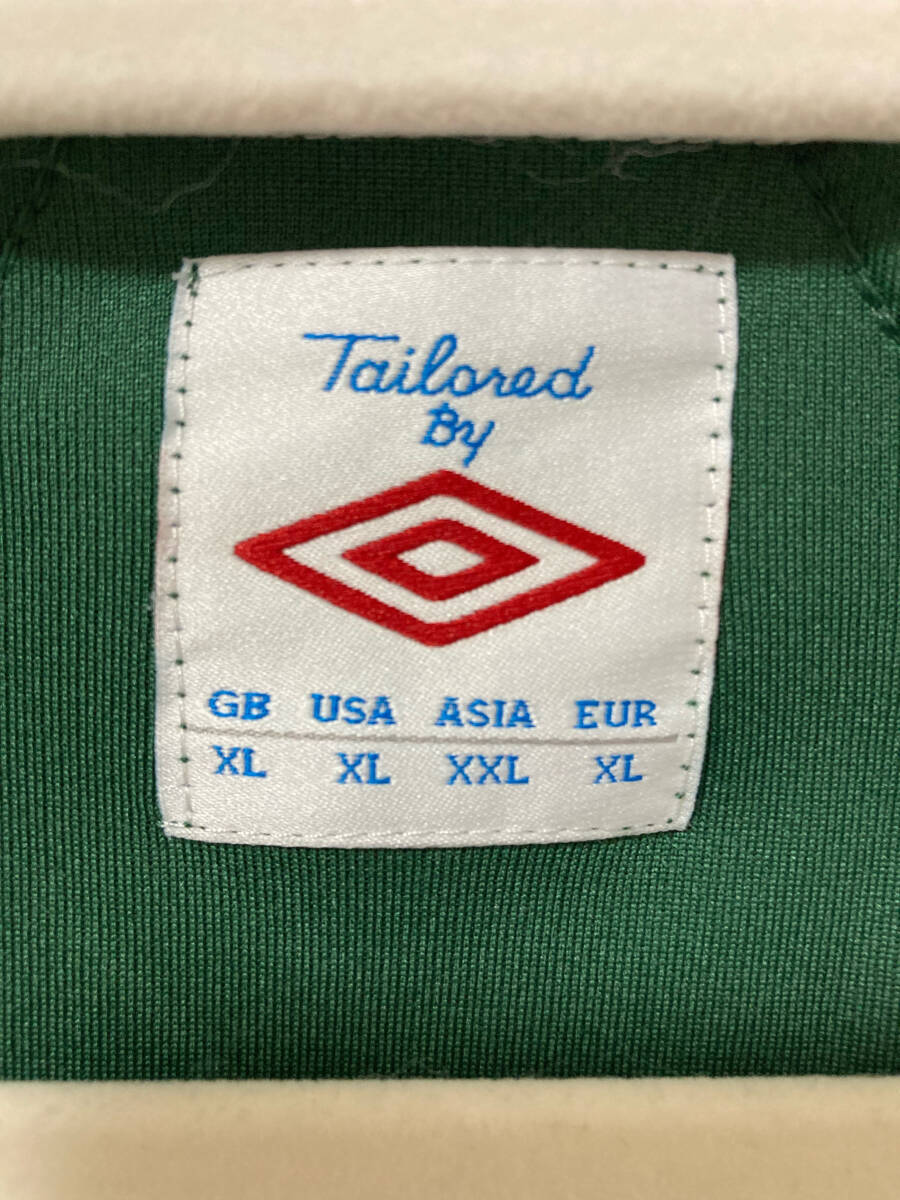 Tailored
By
GB USA ASIA EUR
XL XL XXL XL